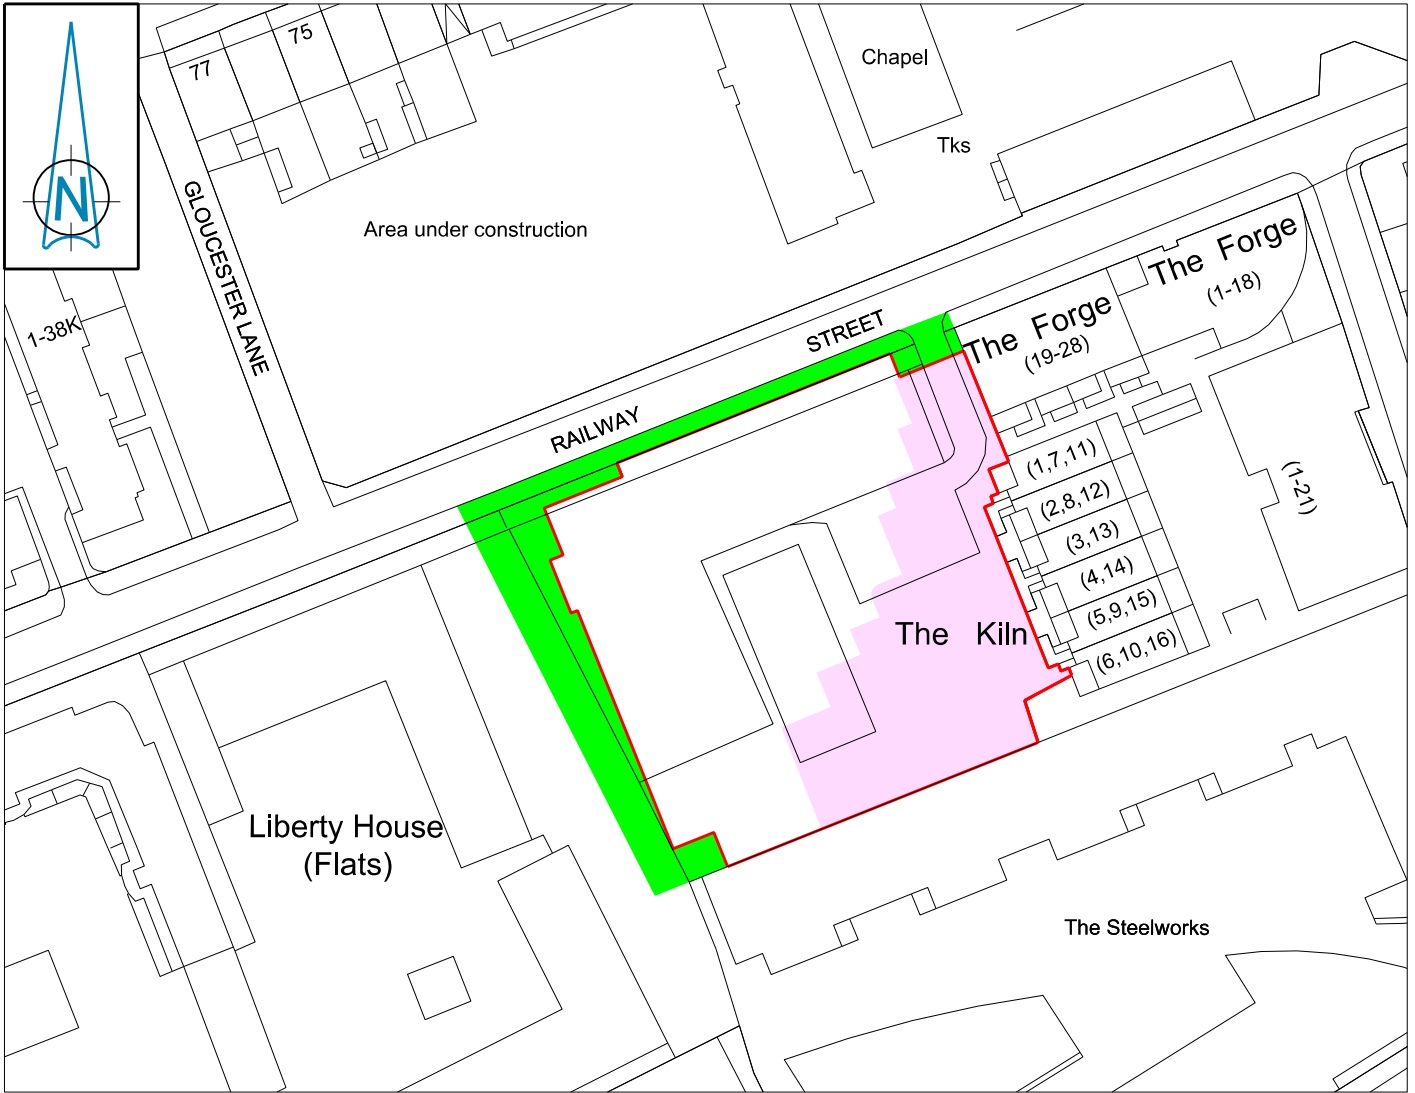 75
77
Chapel
Tks
N
GLOUCESTER LANE
Area under construction
The Forge
(1-18)
1-38K
STREET
The Forge
(19-28)
RAILWAY
(1,7,11)
(2,8,12)
(1-21)
(3,13)
(4,14)
(5,9,15)
The Kiln
(6,10,16)
Liberty House
(Flats)
The Steelworks